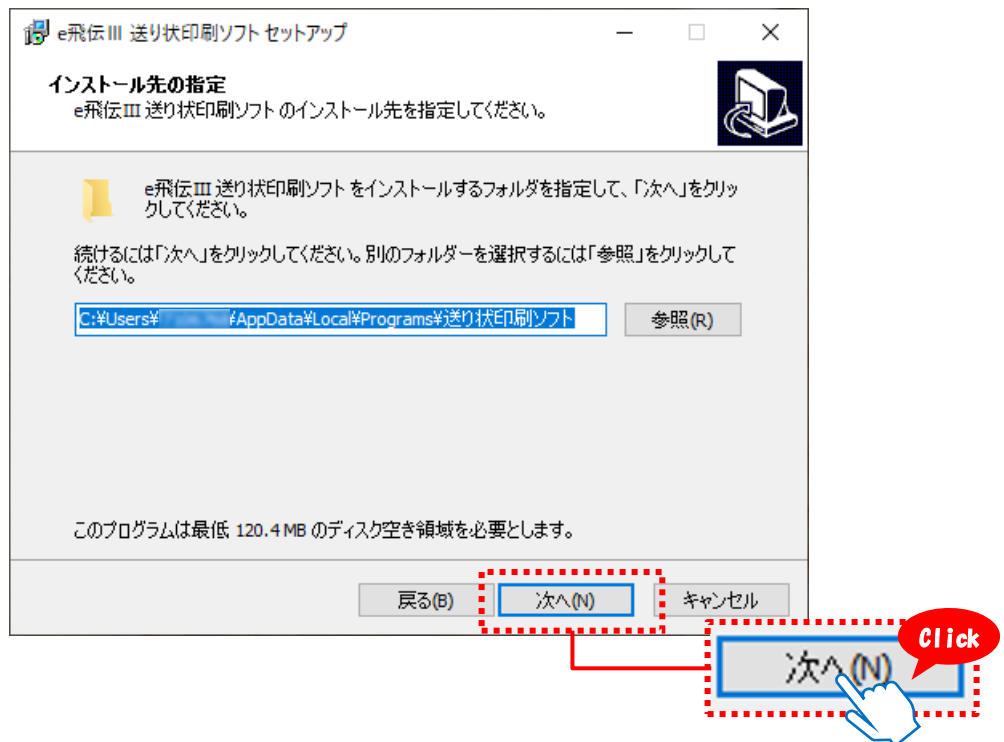 e飛伝Ⅲ 送り状印刷ソフト セットアップ
インストール先の指定
e飛伝Ⅲ 送り状印刷ソフト のインストール先を指定してください。
e飛伝Ⅲ 送り状印刷ソフト をインストールするフォルダを指定して、「次へ」をクリッ
クしてください。
続けるには「次へ」をクリックしてください。別のフォルダーを選択するには「参照」をクリックして
ください。
C:¥Users¥ ¥AppData¥Local¥Programs¥送り状印刷ソフト
参照(R)
このプログラムは最低 120.4 MB のディスク空き領域を必要とします。
戻る(B)
次へ(N)
キャンセル
Click
次へ(N)